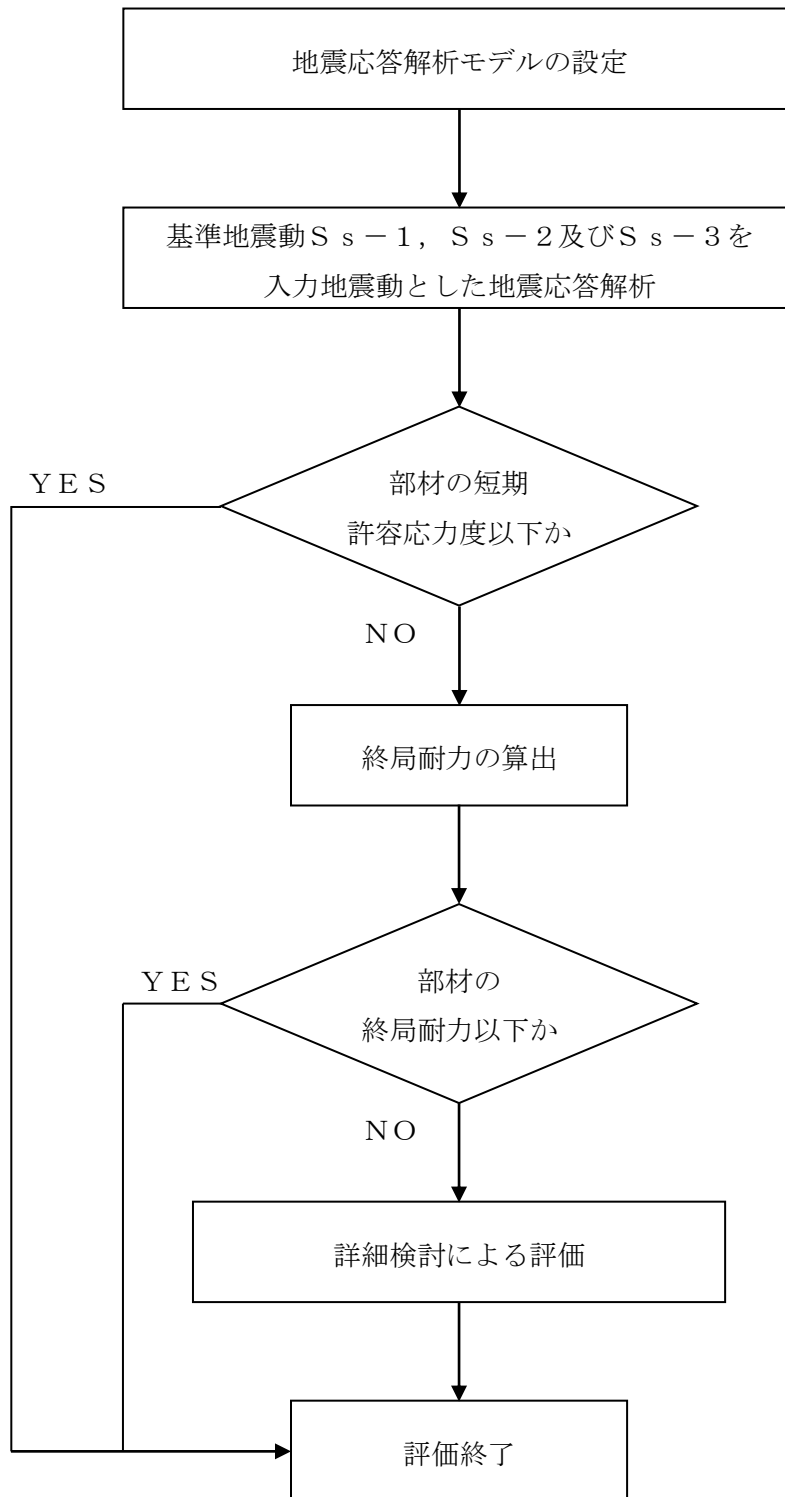 地震応答解析モデルの設定
基準地震動Ｓｓ－１，Ｓｓ－２及びＳｓ－３を
入力地震動とした地震応答解析
部材の短期
許容応力度以下か
ＹＥＳ
ＮＯ
終局耐力の算出
部材の
終局耐力以下か
ＹＥＳ
ＮＯ
詳細検討による評価
評価終了